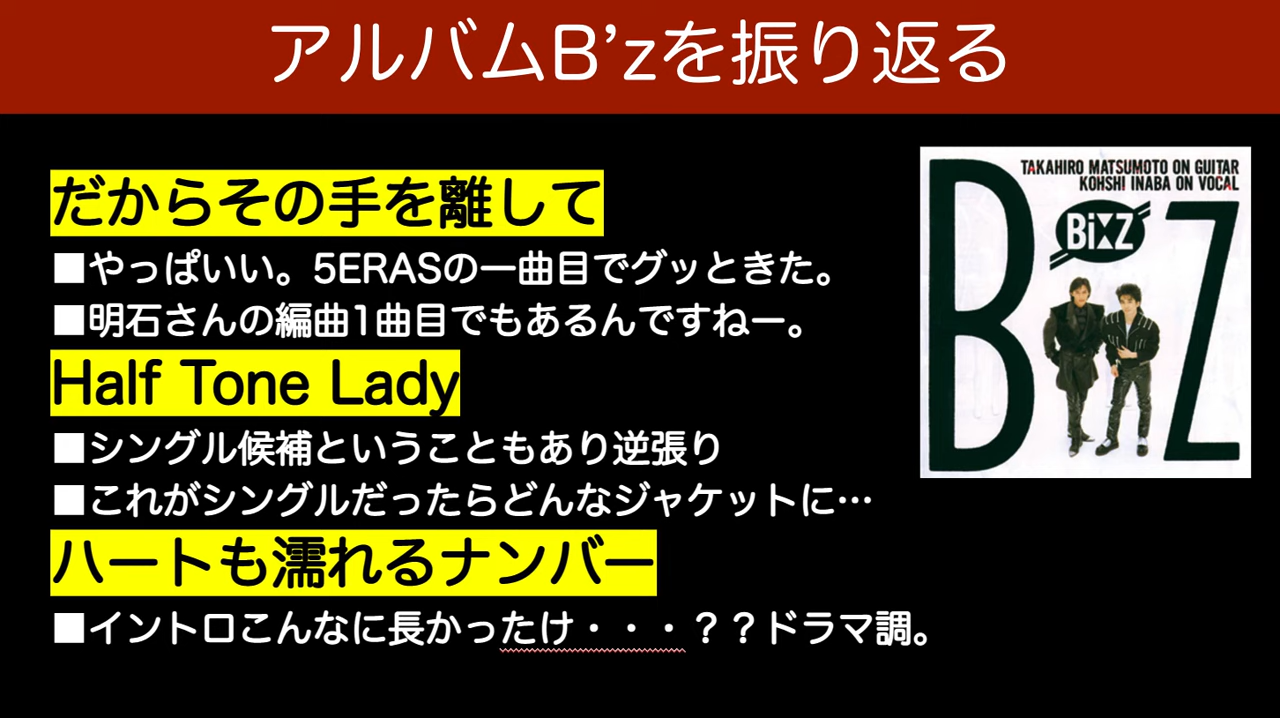 アルバムB’zを振り返る
だからその手を離して
■やっぱいい。5ERASの一曲目でグッときた。
■明石さんの編曲1曲目でもあるんですねー。
Half Tone Lady
■シングル候補ということもあり逆張り
■これがシングルだったらどんなジャケットに…
ハートも濡れるナンバー
■イントロこんなに長かったけ・・・？？ドラマ調。
TAKAHIRO MATSUMOTO ON GUITAR
KOHSHI INABA ON VOCAL
B'Z
B'Z